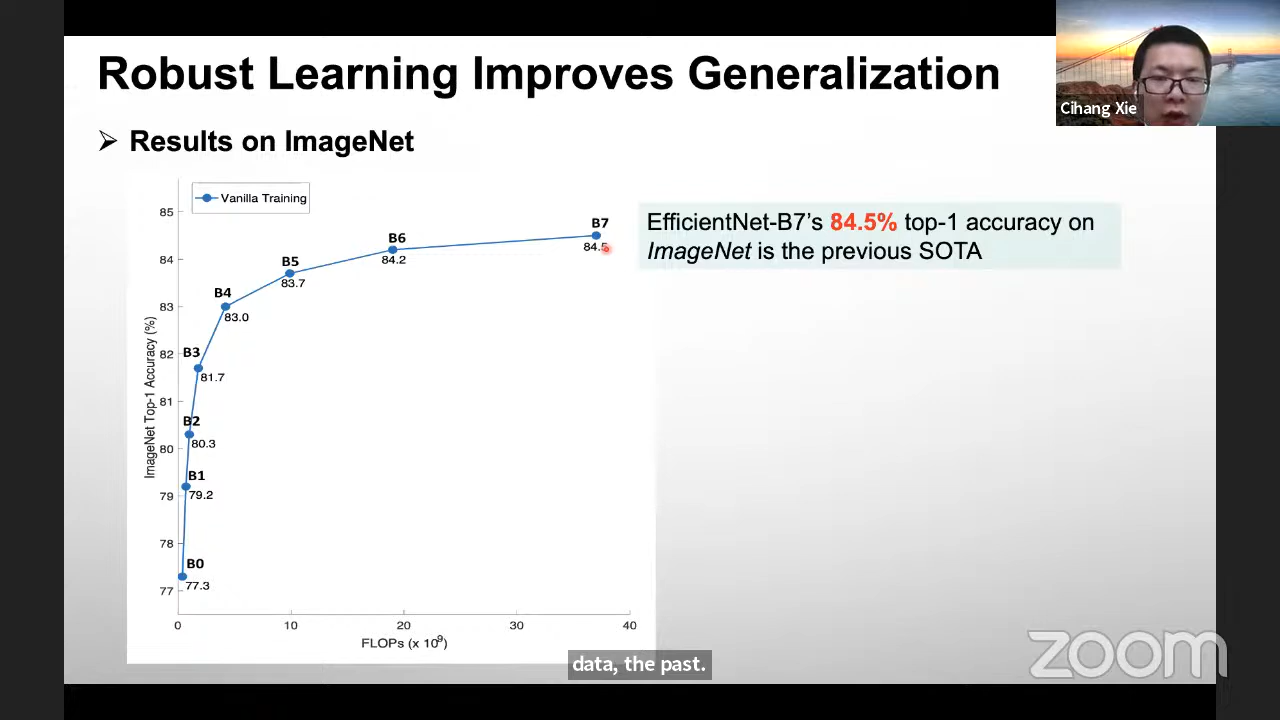 Robust Learning Improves Generalization
Cihang Xie
➢ Results on ImageNet
Vanilla Training
EfficientNet-B7's 84.5% top-1 accuracy on
ImageNet is the previous SOTA
ImageNet Top-1 Accuracy (%)
85
84
83
82
81
80
79
78
77
B7
84.5
B6
84.2
B5
83.7
B4
83.0
B3
81.7
B2
80.3
B1
79.2
B0
77.3
0 10 20 30 40
FLOPs (x 10⁹)
zoom
data, the past.